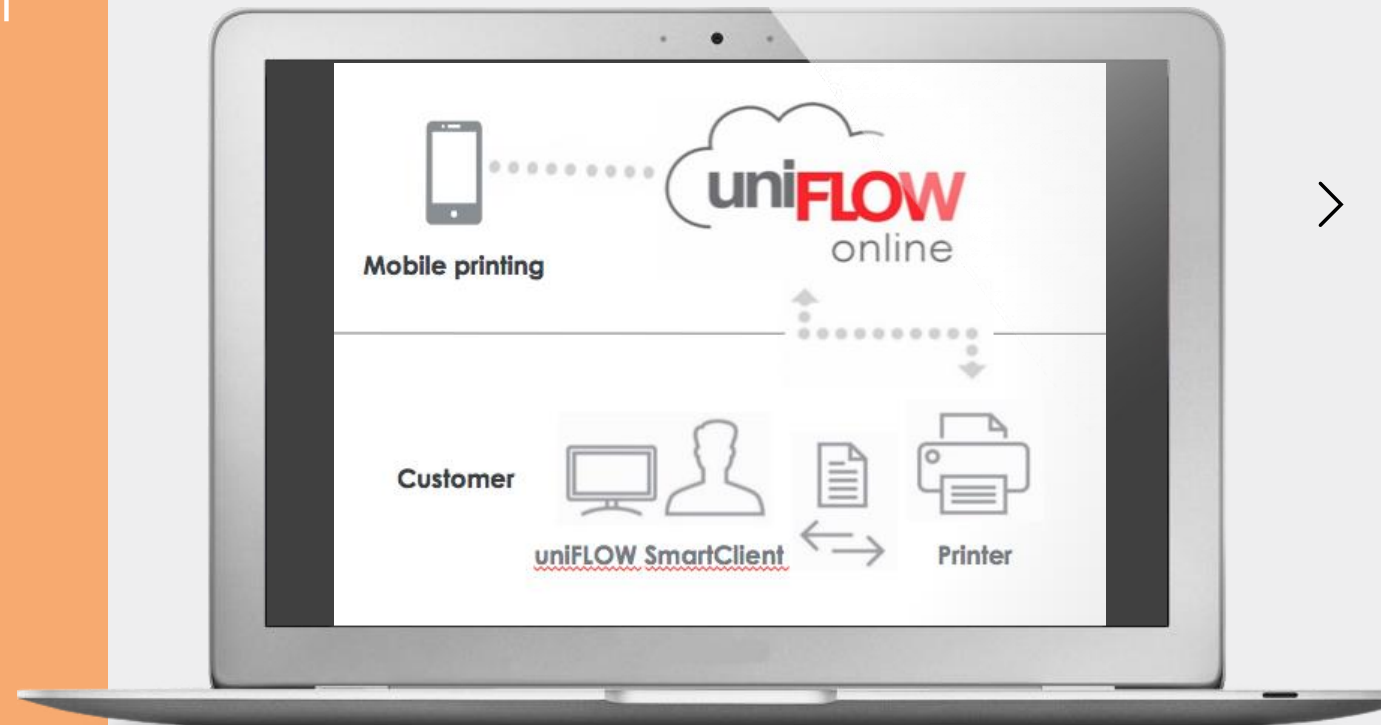 uniFLOW
online
Mobile printing
Customer
uniFLOW SmartClient
Printer